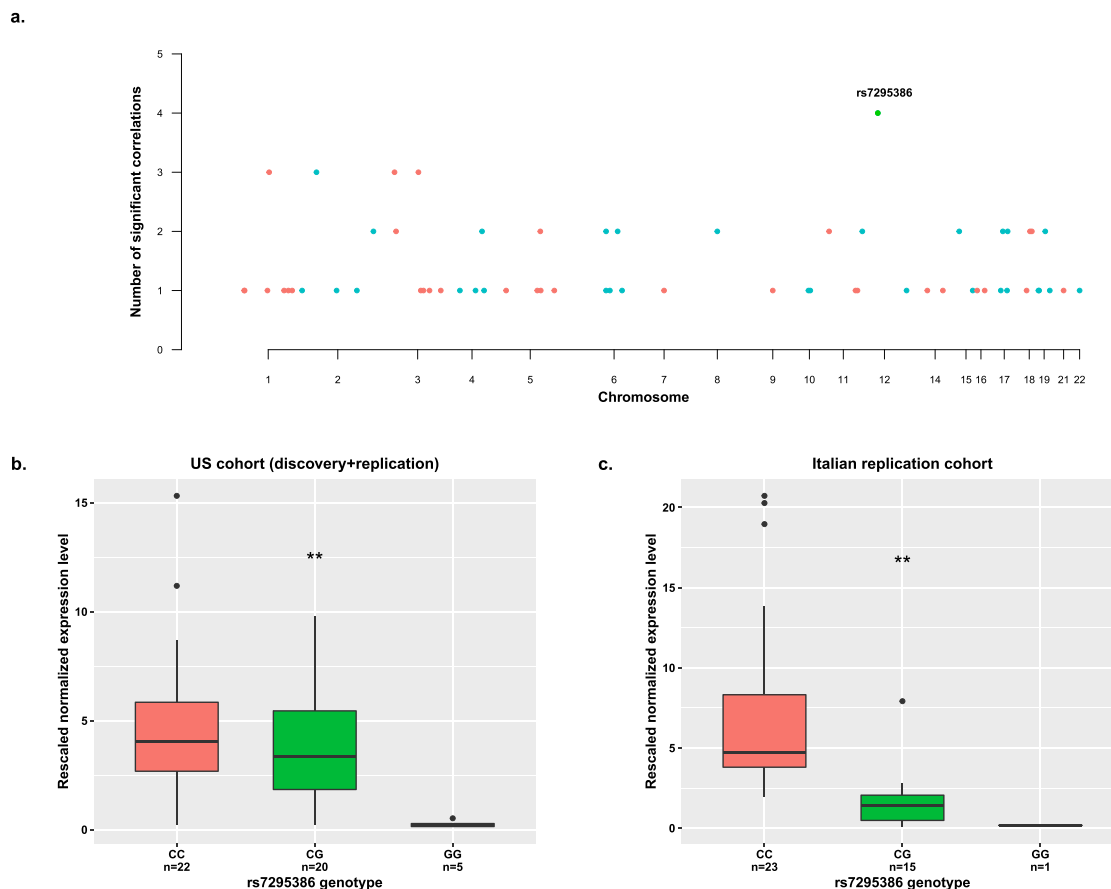 a.
Number of significant correlations
5
4
3
2
1
0
rs7295386
1 2 3 4 5 6 7 8 9 10 11 12 14 15 16 17 18 19 21 22
Chromosome
b.
US cohort (discovery+replication)
Rescaled normalized expression level
15
10
5
0
**
CC CG GG
n=22 n=20 n=5
rs7295386 genotype
c.
Italian replication cohort
Rescaled normalized expression level
20
15
10
5
0
**
CC CG GG
n=23 n=15 n=1
rs7295386 genotype